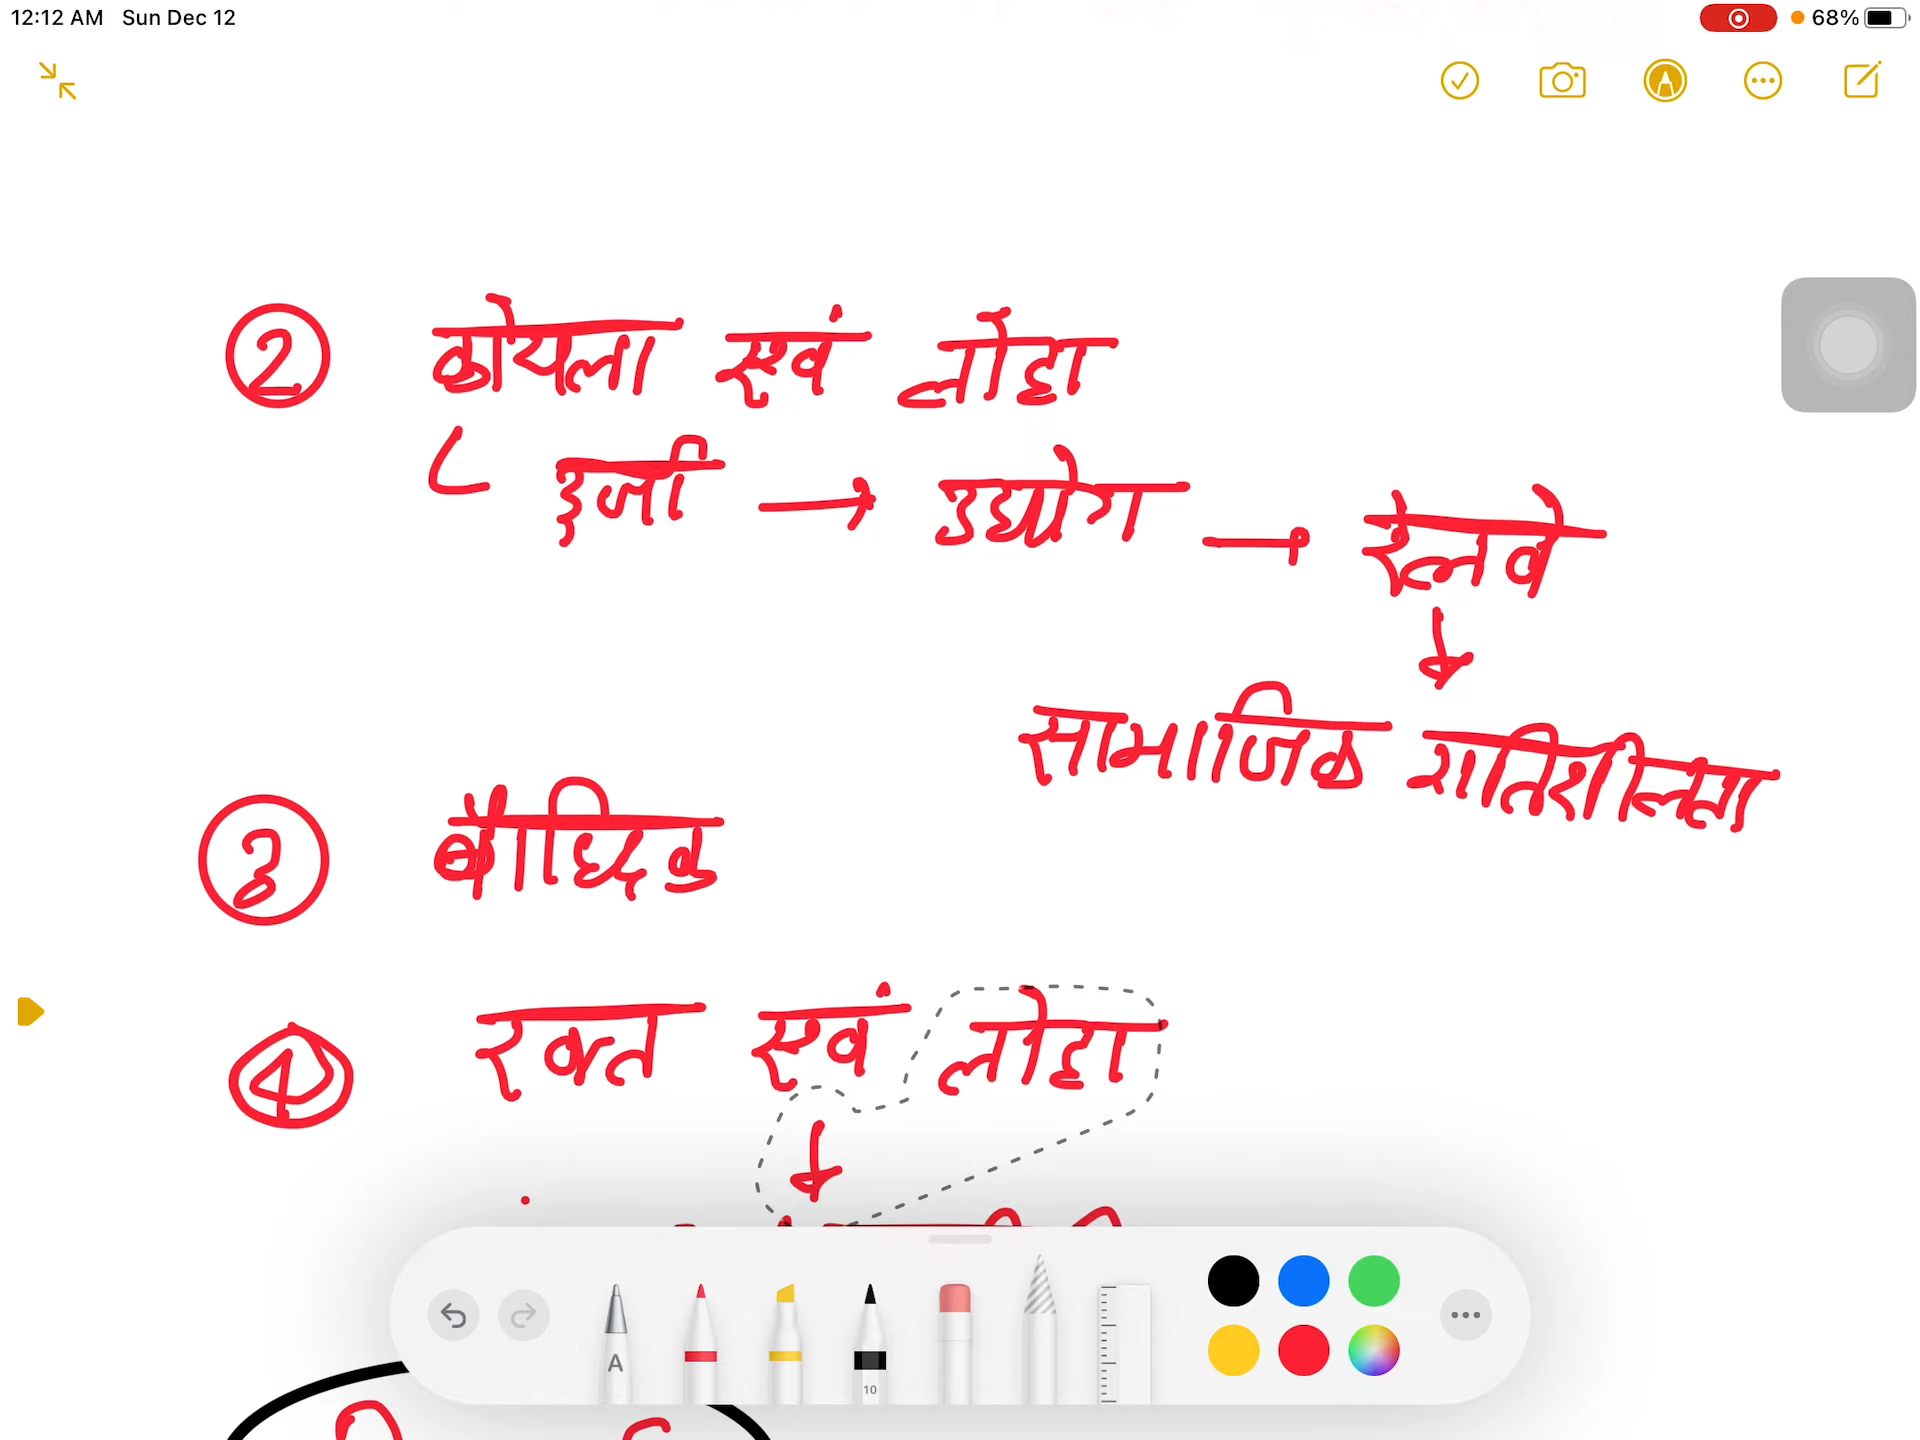 12:12 AM Sun Dec 12
68%
② कोयला एवं लोहा
उर्जा → उद्योग → रेलवे
↓
सामाजिक गतिशीलता
③ बौध्दिक
④ रक्त एवं लोहा
↓
A
10